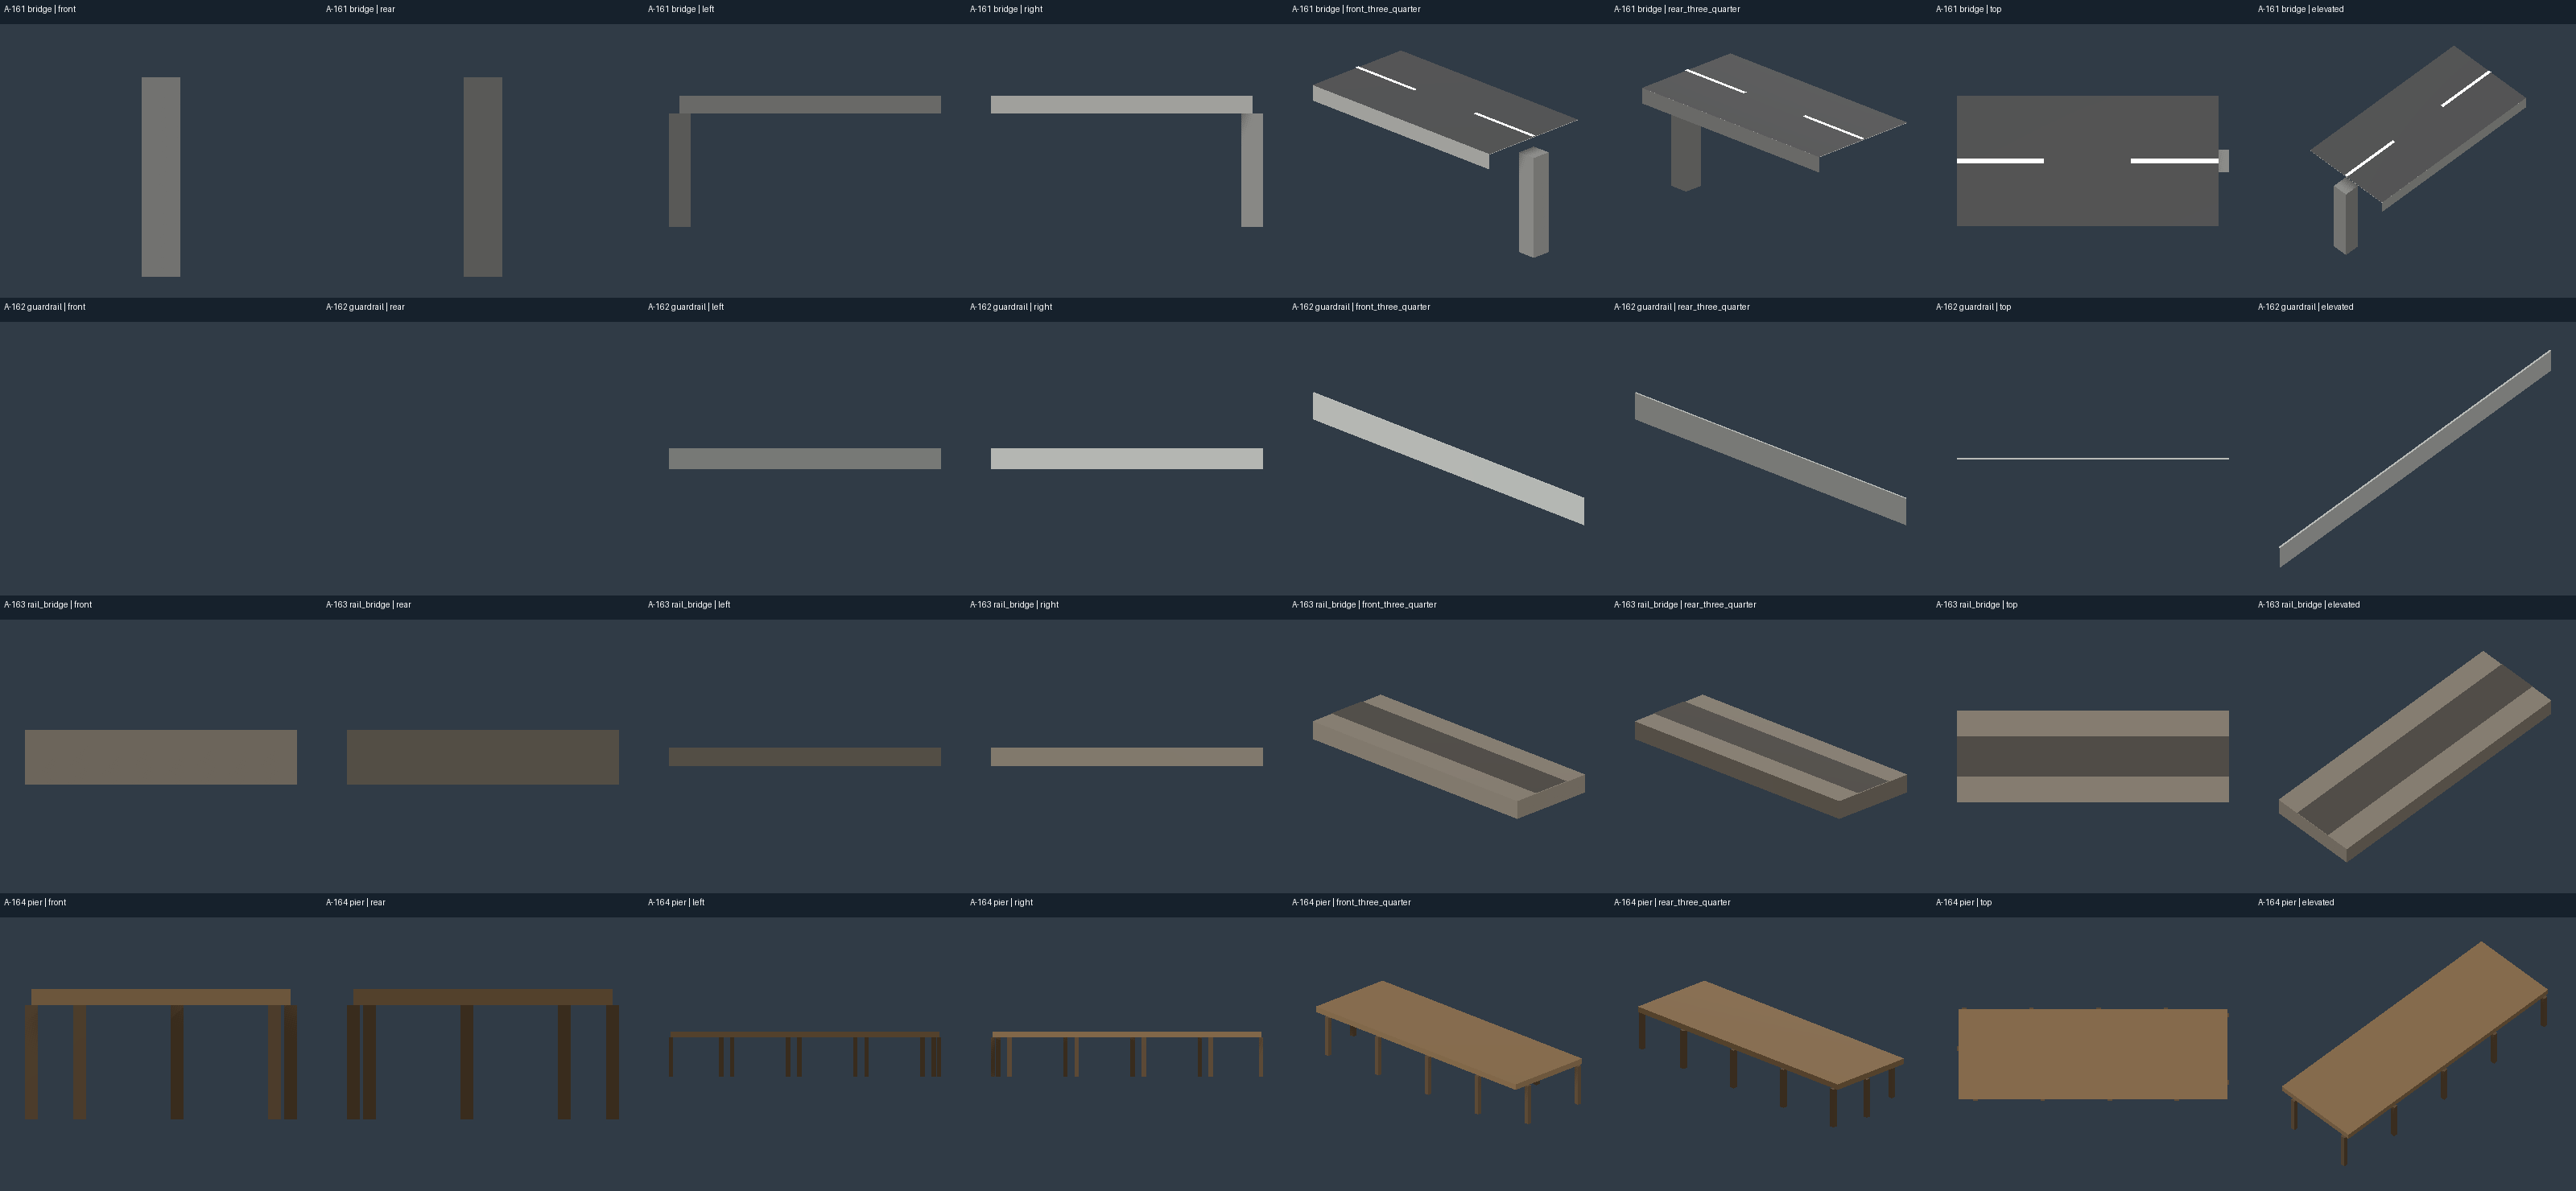 A-161 bridge | front
A-161 bridge | rear
A-161 bridge | left
A-161 bridge | right
A-161 bridge | front_three_quarter
A-161 bridge | rear_three_quarter
A-161 bridge | top
A-161 bridge | elevated
A-162 guardrail | front
A-162 guardrail | rear
A-162 guardrail | left
A-162 guardrail | right
A-162 guardrail | front_three_quarter
A-162 guardrail | rear_three_quarter
A-162 guardrail | top
A-162 guardrail | elevated
A-163 rail_bridge | front
A-163 rail_bridge | rear
A-163 rail_bridge | left
A-163 rail_bridge | right
A-163 rail_bridge | front_three_quarter
A-163 rail_bridge | rear_three_quarter
A-163 rail_bridge | top
A-163 rail_bridge | elevated
A-164 pier | front
A-164 pier | rear
A-164 pier | left
A-164 pier | right
A-164 pier | front_three_quarter
A-164 pier | rear_three_quarter
A-164 pier | top
A-164 pier | elevated